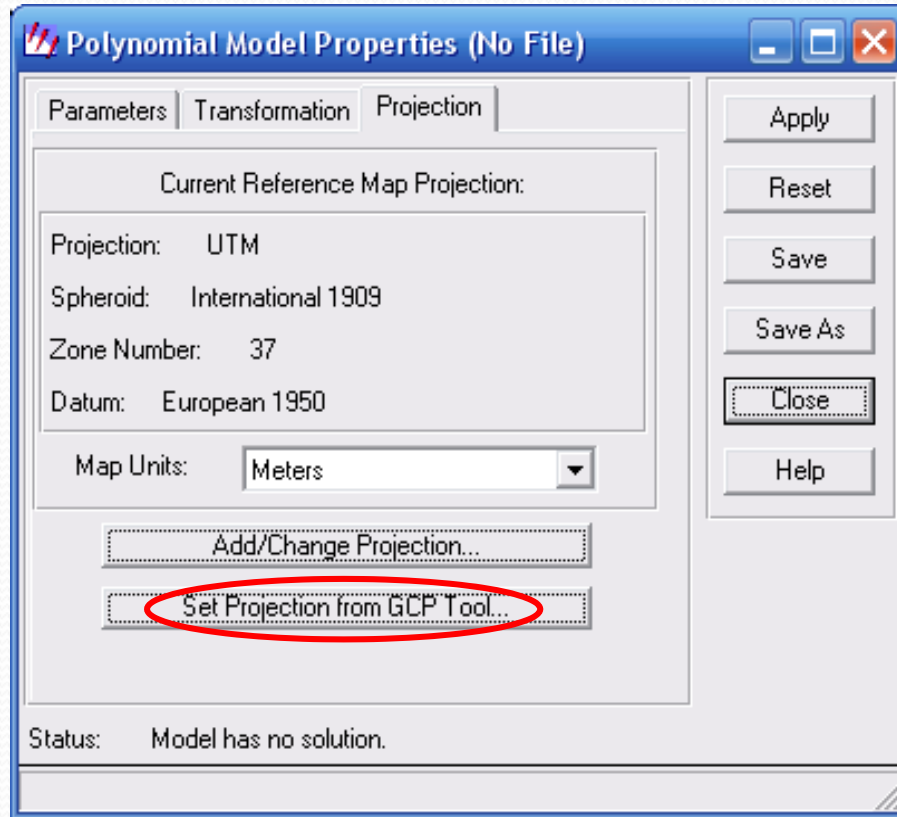 Polynomial Model Properties (No File)
Parameters Transformation Projection
Current Reference Map Projection:
Projection: UTM
Spheroid: International 1909
Zone Number: 37
Datum: European 1950
Map Units: Meters
Add/Change Projection...
Set Projection from GCP Tool...
Apply
Reset
Save
Save As
Close
Help
Status: Model has no solution.